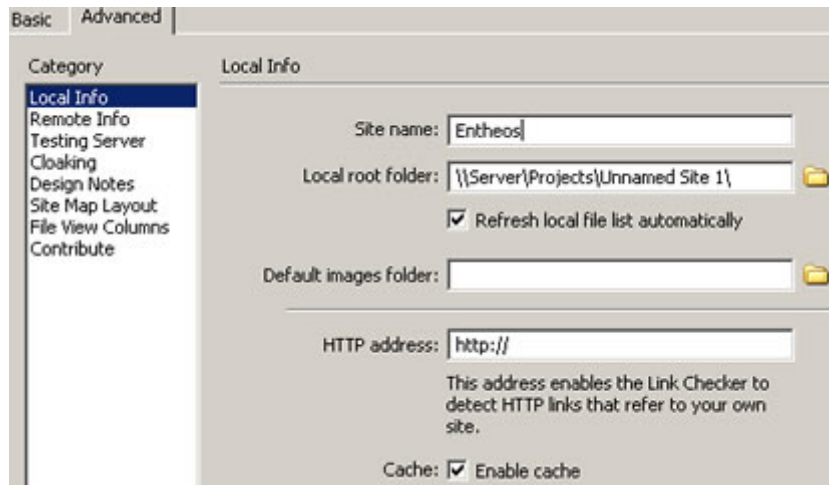 Basic Advanced
Category
Local Info
Remote Info
Testing Server
Cloaking
Design Notes
Site Map Layout
File View Columns
Contribute
Local Info
Site name: Entheos
Local root folder: \\Server\Projects\Unnamed Site 1\
Refresh local file list automatically
Default images folder:
HTTP address: http://
This address enables the Link Checker to
detect HTTP links that refer to your own
site.
Cache: Enable cache